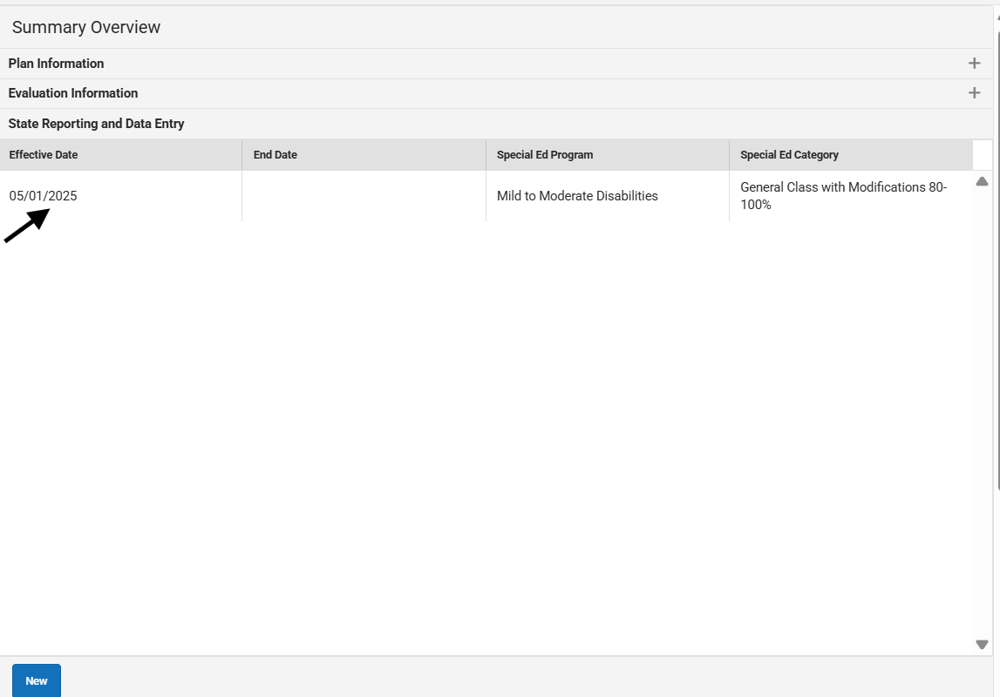 Summary Overview
Plan Information
Evaluation Information
State Reporting and Data Entry
Effective Date End Date Special Ed Program Special Ed Category
05/01/2025 Mild to Moderate Disabilities General Class with Modifications 80-
100%
New